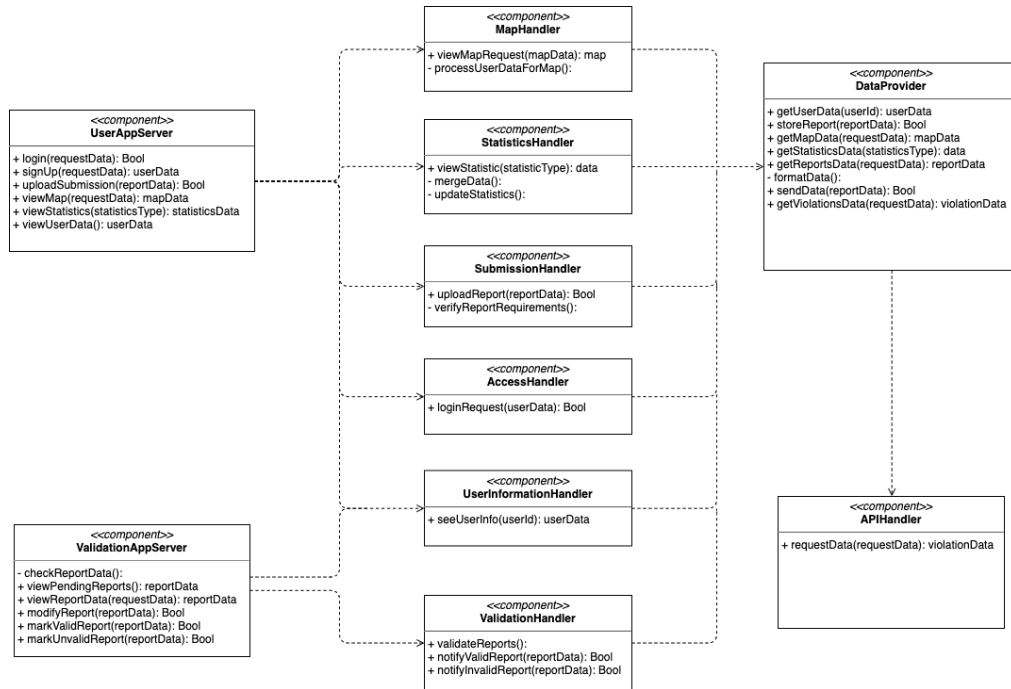 <<component>>
MapHandler
+ viewMapRequest(mapData): map
- processUserDataForMap():
<<component>>
DataProvider
+ getUserData(userId): userData
+ storeReport(reportData): Bool
+ getMapData(requestData): mapData
+ getStatisticsData(statisticsType): data
+ getReportsData(requestData): reportData
- formatData():
+ sendData(reportData): Bool
+ getViolationsData(requestData): violationData
<<component>>
UserAppServer
+ login(requestData): Bool
+ signUp(requestData): userData
+ uploadSubmission(reportData): Bool
+ viewMap(requestData): mapData
+ viewStatistics(statisticsType): statisticsData
+ viewUserData(): userData
<<component>>
StatisticsHandler
+ viewStatistic(statisticType): data
- mergeData():
- updateStatistics():
<<component>>
SubmissionHandler
+ uploadReport(reportData): Bool
- verifyReportRequirements():
<<component>>
AccessHandler
+ loginRequest(userData): Bool
<<component>>
UserInformationHandler
+ seeUserInfo(userId): userData
<<component>>
APIHandler
+ requestData(requestData): violationData
<<component>>
ValidationAppServer
- checkReportData():
+ viewPendingReports(): reportData
+ viewReportData(requestData): reportData
+ modifyReport(reportData): Bool
+ markValidReport(reportData): Bool
+ markUnvalidReport(reportData): Bool
<<component>>
ValidationHandler
+ validateReports():
+ notifyValidReport(reportData): Bool
+ notifyInvalidReport(reportData): Bool